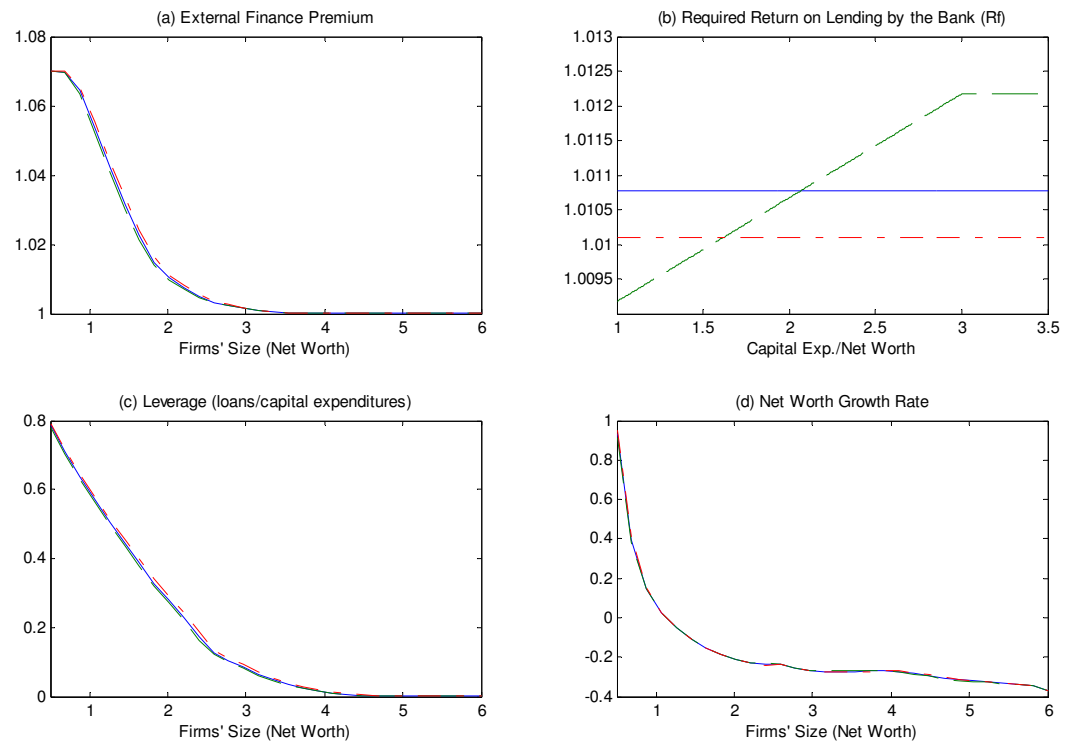 (a) External Finance Premium
1.08
1.06
1.04
1.02
1
1 2 3 4 5 6
Firms' Size (Net Worth)
(b) Required Return on Lending by the Bank (Rf)
1.013
1.0125
1.012
1.0115
1.011
1.0105
1.01
1.0095
1 1.5 2 2.5 3 3.5
Capital Exp./Net Worth
(c) Leverage (loans/capital expenditures)
0.8
0.6
0.4
0.2
0
1 2 3 4 5 6
Firms' Size (Net Worth)
(d) Net Worth Growth Rate
1
0.8
0.6
0.4
0.2
0
-0.2
-0.4
1 2 3 4 5 6
Firms' Size (Net Worth)